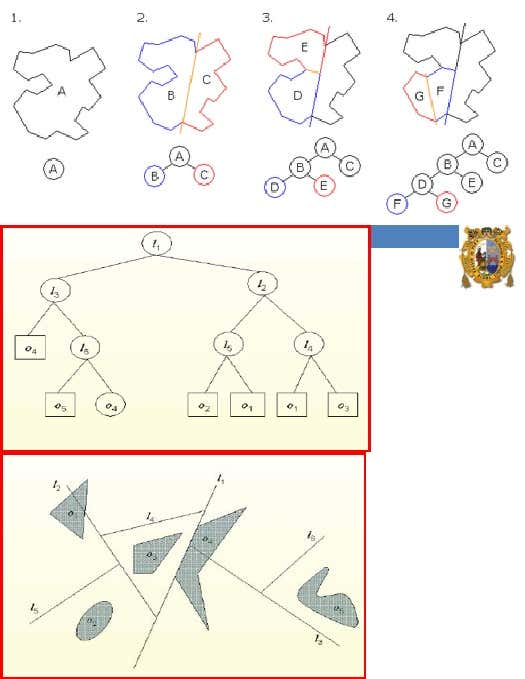 1. 2. 3. 4.
A B C E D G F
A
A B C
A B C D E
A B C D E F G
l₁
l₃ l₂
o₄ l₆ l₅ l₄
o₅ o₄ o₂ o₁ o₁ o₃
l₁
l₂
o₁ l₄
l₆
o₃ o₄
l₅ o₂ o₅
l₃